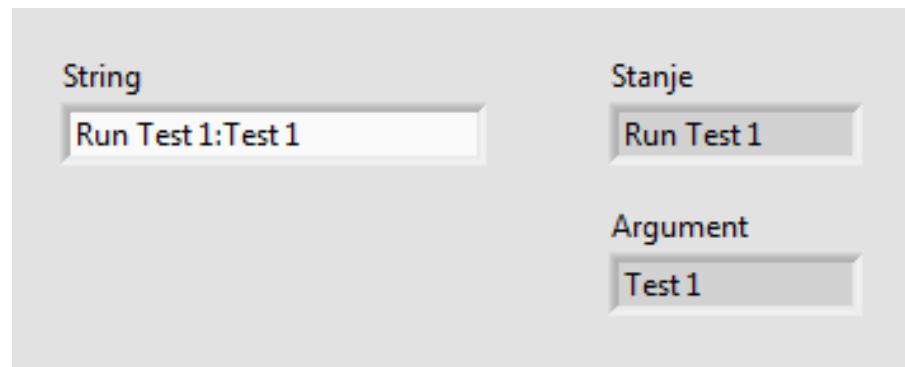 String
Run Test 1:Test 1
Stanje
Run Test 1
Argument
Test 1